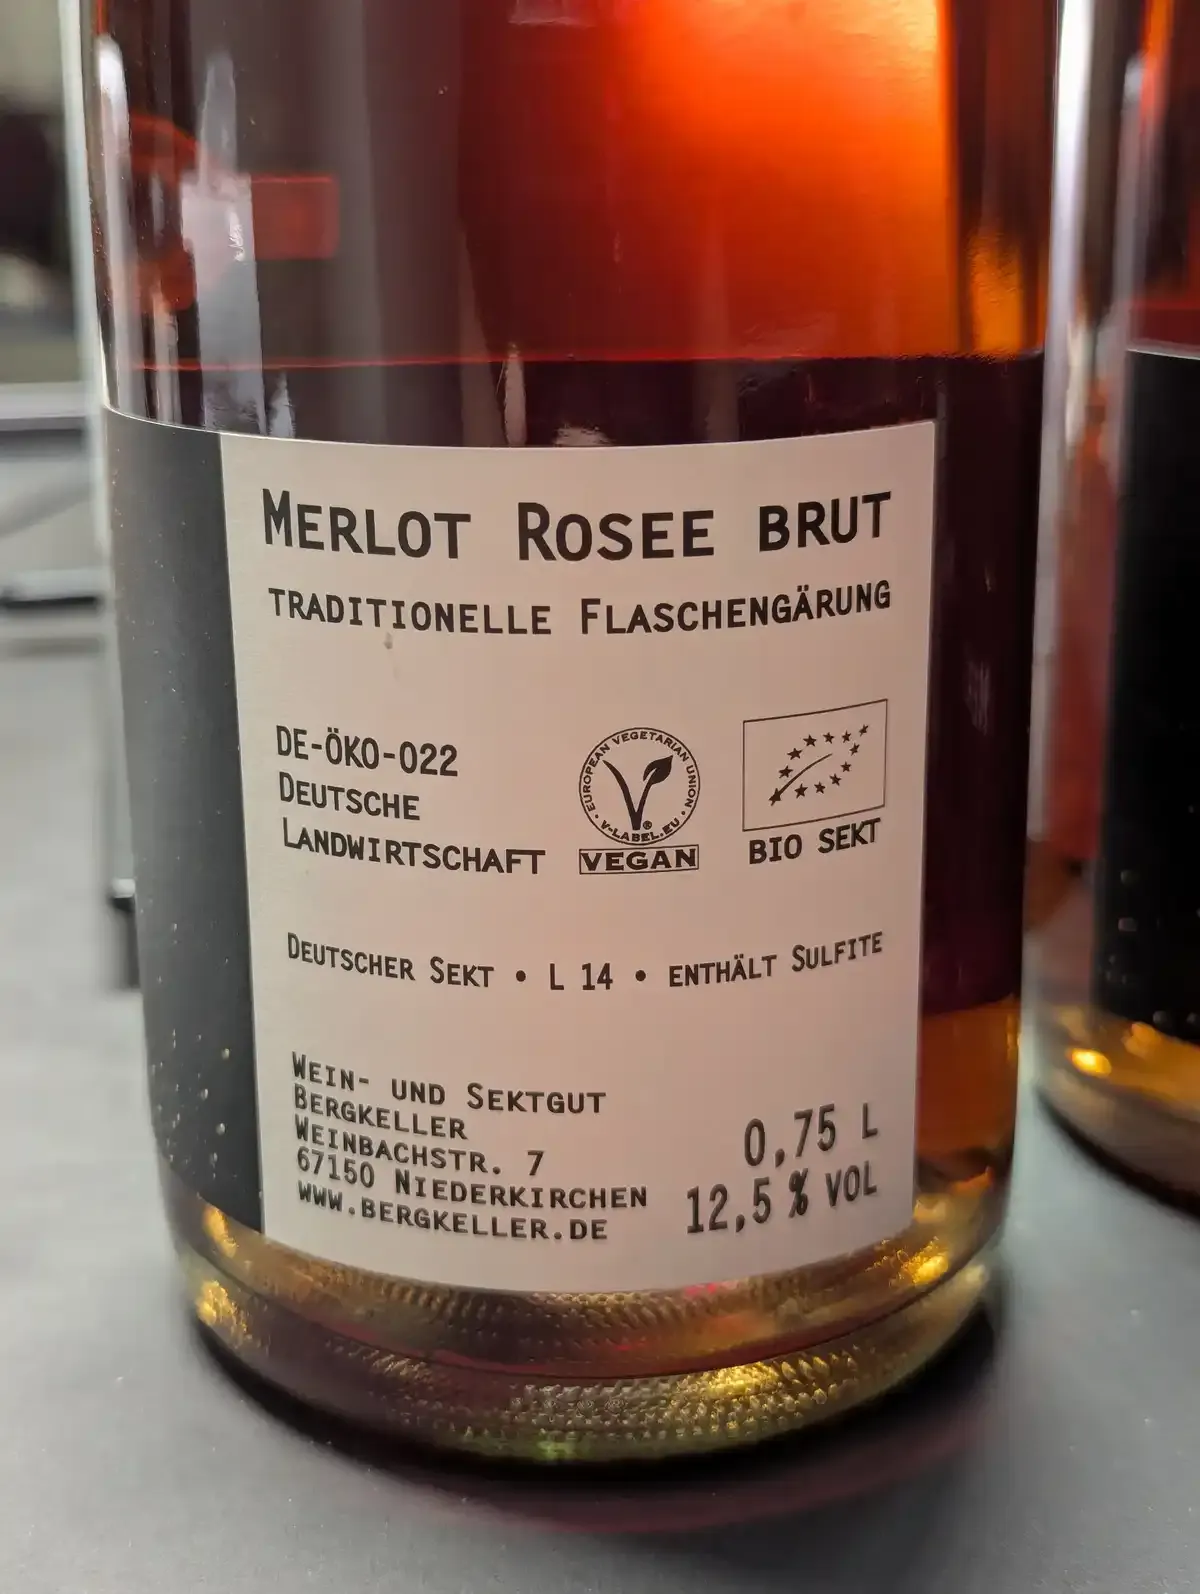 MERLOT ROSEE BRUT
TRADITIONELLE FLASCHENGÄRUNG
DE-ÖKO-022
DEUTSCHE
LANDWIRTSCHAFT
· EUROPEAN VEGETARIAN UNION ·
V-LABEL.EU
VEGAN
BIO SEKT
DEUTSCHER SEKT • L 14 • ENTHÄLT SULFITE
WEIN- UND SEKTGUT
BERGKELLER
WEINBACHSTR. 7
67150 NIEDERKIRCHEN
WWW.BERGKELLER.DE
0,75 L
12,5 % VOL